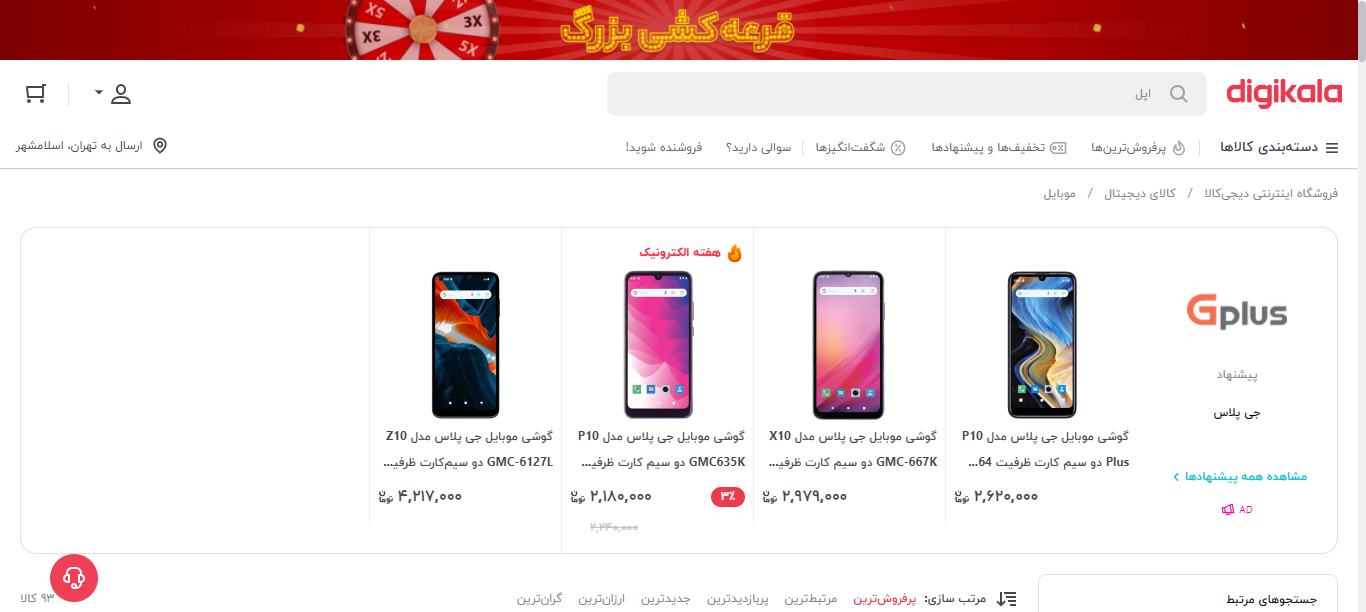 5X 3X قرعه‌کشی بزرگ
3X 5X
digikala
اپل
دسته‌بندی کالاها
پرفروش‌ترین‌ها
تخفیف‌ها و پیشنهادها
شگفت‌انگیزها
سوالی دارید؟
فروشنده شوید!
ارسال به تهران، اسلامشهر
فروشگاه اینترنتی دیجی‌کالا / کالای دیجیتال / موبایل
Gplus
پیشنهاد
جی پلاس
مشاهده همه پیشنهادها
AD
گوشی موبایل جی پلاس مدل P10
Plus دو سیم کارت ظرفیت 64...
۲,۶۲۰,۰۰۰ تومان
گوشی موبایل جی پلاس مدل X10
GMC-667K دو سیم کارت ظرفی...
۲,۹۷۹,۰۰۰ تومان
هفته الکترونیک
گوشی موبایل جی پلاس مدل P10
GMC635K دو سیم کارت ظرفی...
۳٪ ۲,۱۸۰,۰۰۰ تومان
۲,۲۴۰,۰۰۰
گوشی موبایل جی پلاس مدل Z10
GMC-6127L دو سیم‌کارت ظرفی...
۴,۲۱۷,۰۰۰ تومان
جستجوهای مرتبط
مرتب سازی: پرفروش‌ترین مرتبط‌ترین پربازدیدترین جدیدترین ارزان‌ترین گران‌ترین
۹۳ کالا